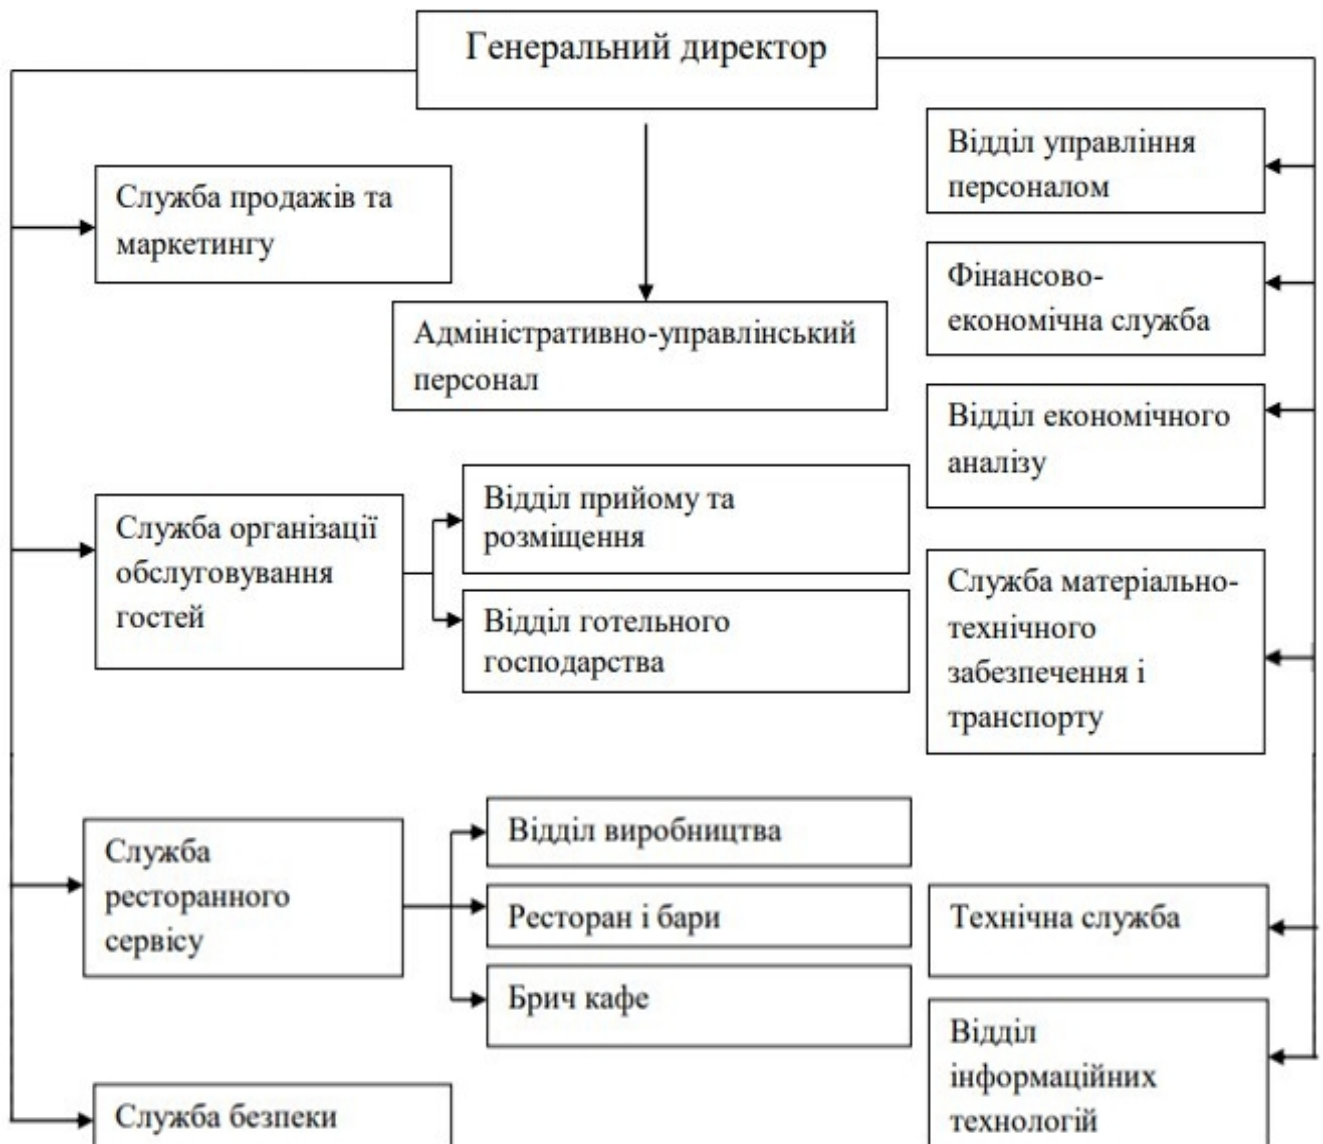 Генеральний директор
Служба продажів та
маркетингу
Адміністративно-управлінський
персонал
Служба організації
обслуговування
гостей
Відділ прийому та
розміщення
Відділ готельного
господарства
Служба
ресторанного
сервісу
Відділ виробництва
Ресторан і бари
Брич кафе
Служба безпеки
Відділ управління
персоналом
Фінансово-
економічна служба
Відділ економічного
аналізу
Служба матеріально-
технічного
забезпечення і
транспорту
Технічна служба
Відділ
інформаційних
технологій